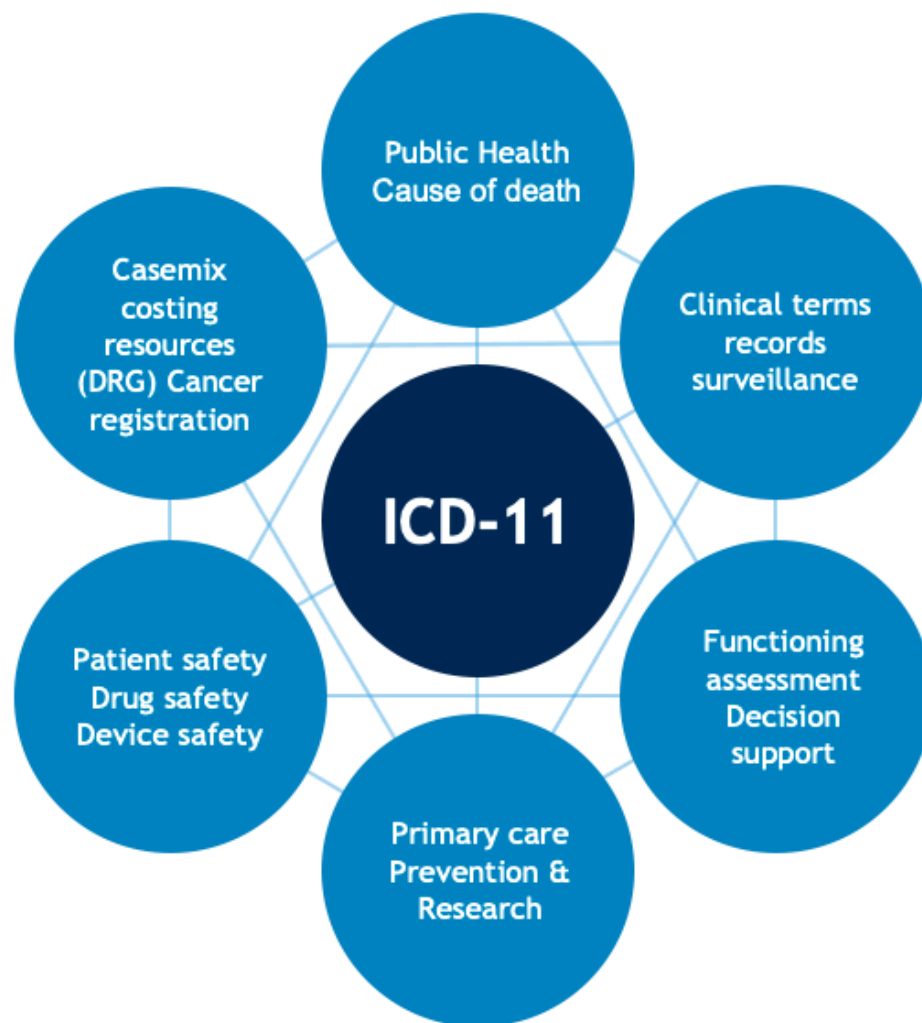 Public Health
Cause of death
Casemix
costing
resources
(DRG) Cancer
registration
Clinical terms
records
surveillance
ICD-11
Patient safety
Drug safety
Device safety
Functioning
assessment
Decision
support
Primary care
Prevention &
Research